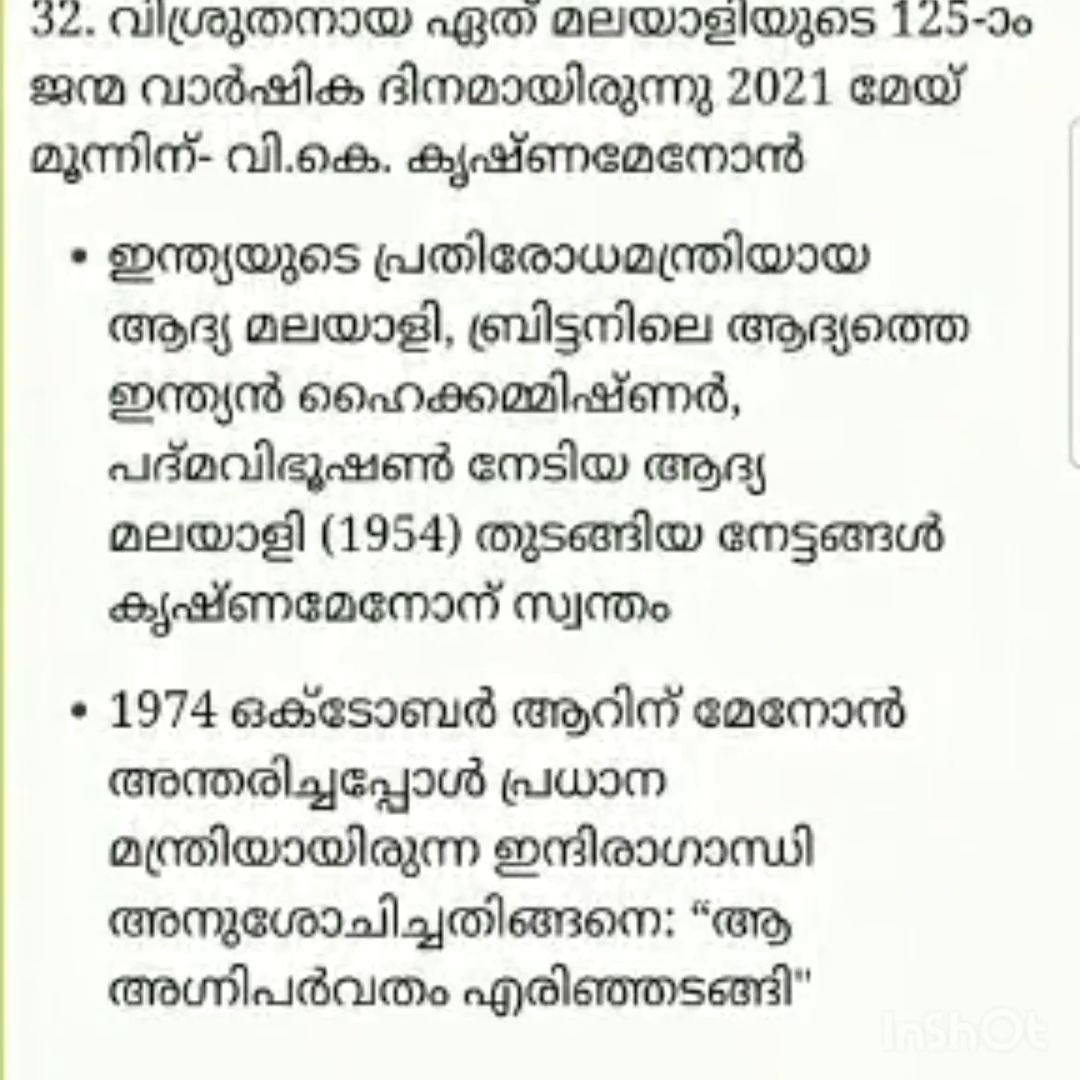 32. വിശ്രുതനായ ഏത് മലയാളിയുടെ 125-ാം
ജന്മ വാർഷിക ദിനമായിരുന്നു 2021 മേയ്
മൂന്നിന്- വി.കെ. കൃഷ്ണമേനോൻ
• ഇന്ത്യയുടെ പ്രതിരോധമന്ത്രിയായ
ആദ്യ മലയാളി, ബ്രിട്ടനിലെ ആദ്യത്തെ
ഇന്ത്യൻ ഹൈക്കമ്മിഷ്ണർ,
പദ്മവിഭൂഷൺ നേടിയ ആദ്യ
മലയാളി (1954) തുടങ്ങിയ നേട്ടങ്ങൾ
കൃഷ്ണമേനോന് സ്വന്തം
• 1974 ഒക്ടോബർ ആറിന് മേനോൻ
അന്തരിച്ചപ്പോൾ പ്രധാന
മന്ത്രിയായിരുന്ന ഇന്ദിരാഗാന്ധി
അനുശോചിച്ചതിങ്ങനെ: “ആ
അഗ്നിപർവതം എരിഞ്ഞടങ്ങി"
InShOt